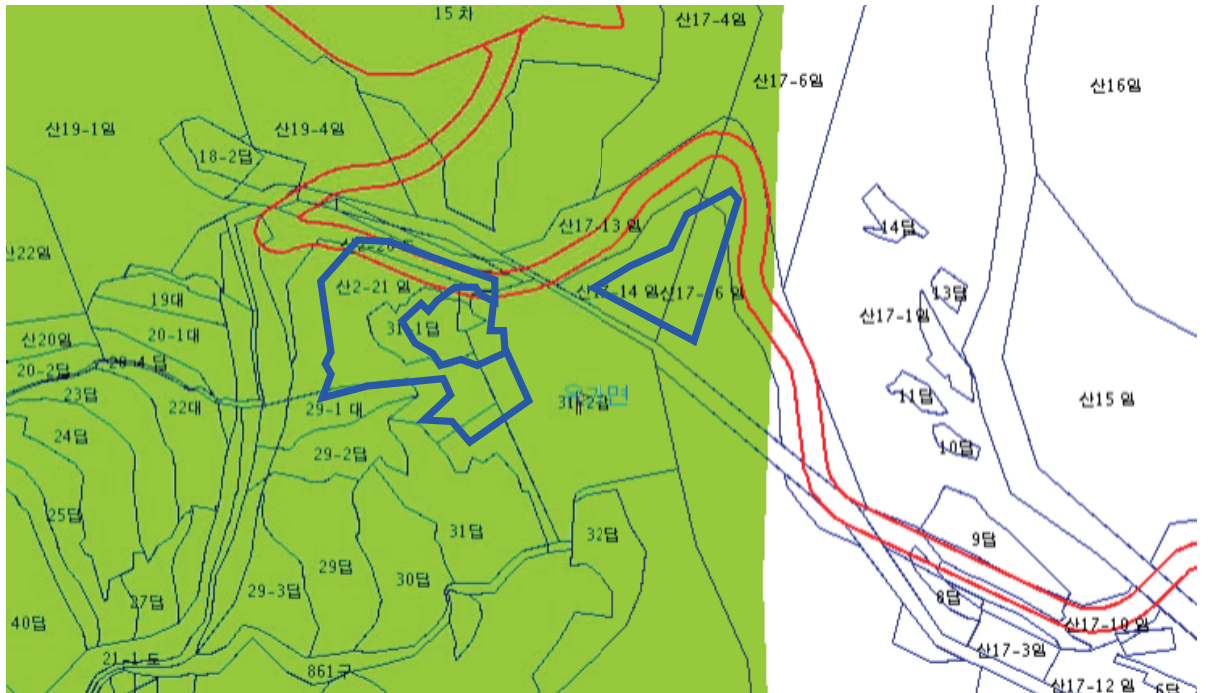 15 차
산17-4임
산17-6임
산16임
산19-1임
산19-4임
18-2답
14답
산17-13 임
산22임
산2-21 임
산17-14 임
13답
19대
산17-1임
31-1답
20-1대
산20임
20-2답
23답
11답
산15 임
22대
29-1 대
31-2답
24답
29-2답
10답
25답
31답
32답
9답
29답
30답
29-3답
27답
8답
40답
산17-10 임
21-1 도
산17-3임
861구
산17-12 임
6답